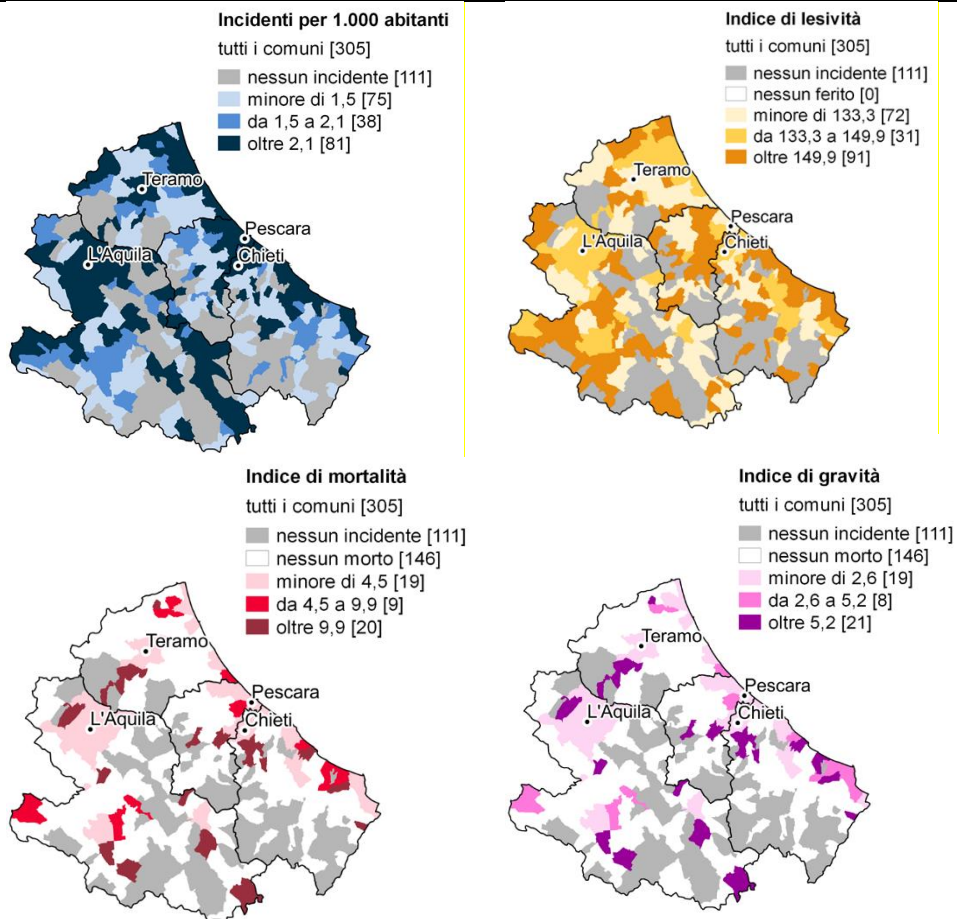 Incidenti per 1.000 abitanti
tutti i comuni [305]
nessun incidente [111]
minore di 1,5 [75]
da 1,5 a 2,1 [38]
oltre 2,1 [81]
Teramo
Pescara
L'Aquila
Chieti
Indice di lesività
tutti i comuni [305]
nessun incidente [111]
nessun ferito [0]
minore di 133,3 [72]
da 133,3 a 149,9 [31]
oltre 149,9 [91]
Teramo
Pescara
L'Aquila
Chieti
Indice di mortalità
tutti i comuni [305]
nessun incidente [111]
nessun morto [146]
minore di 4,5 [19]
da 4,5 a 9,9 [9]
oltre 9,9 [20]
Teramo
Pescara
L'Aquila
Chieti
Indice di gravità
tutti i comuni [305]
nessun incidente [111]
nessun morto [146]
minore di 2,6 [19]
da 2,6 a 5,2 [8]
oltre 5,2 [21]
Teramo
Pescara
L'Aquila
Chieti